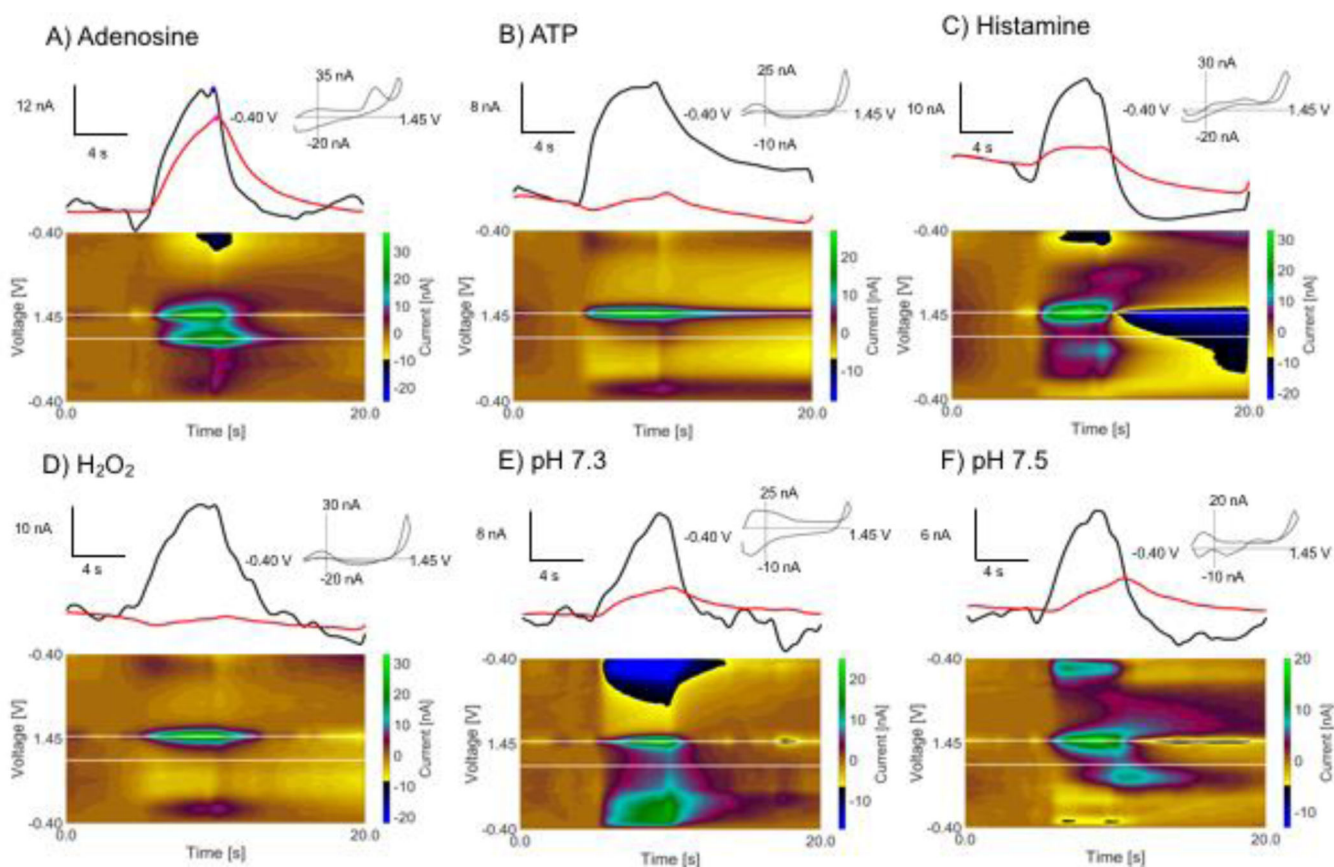 A) Adenosine
12 nA
4 s
35 nA
-0.40 V
1.45 V
-20 nA
-0.40
1.45
-0.40
Voltage [V]
0.0
20.0
Time [s]
30
20
10
0
-10
-20
Current [nA]
B) ATP
8 nA
4 s
25 nA
-0.40 V
1.45 V
-10 nA
-0.40
1.45
-0.40
Voltage [V]
0.0
20.0
Time [s]
20
10
0
-10
Current [nA]
C) Histamine
10 nA
4 s
30 nA
-0.40 V
1.45 V
-20 nA
-0.40
1.45
-0.40
Voltage [V]
0.0
20.0
Time [s]
30
20
10
0
-10
-20
Current [nA]
D) H₂O₂
10 nA
4 s
30 nA
-0.40 V
1.45 V
-20 nA
-0.40
1.45
-0.40
Voltage [V]
0.0
20.0
Time [s]
30
20
10
0
-10
-20
Current [nA]
E) pH 7.3
8 nA
4 s
25 nA
-0.40 V
1.45 V
-10 nA
-0.40
1.45
-0.40
Voltage [V]
0.0
20.0
Time [s]
20
10
0
-10
Current [nA]
F) pH 7.5
6 nA
4 s
20 nA
-0.40 V
1.45 V
-10 nA
-0.40
1.45
-0.40
Voltage [V]
0.0
20.0
Time [s]
20
10
0
-10
Current [nA]